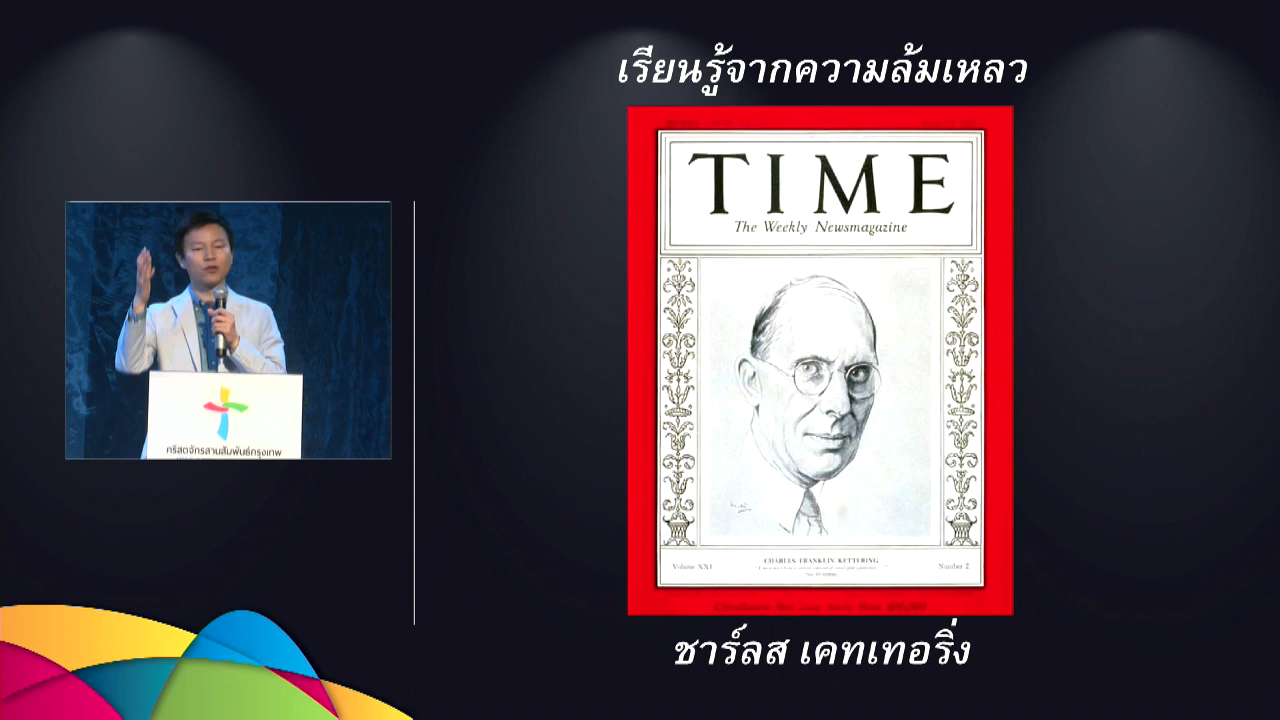 เรียนรู้จากความล้มเหลว
TIME
The Weekly Newsmagazine
Volume XXI
CHARLES FRANKLIN KETTERING
Number 2
ชาร์ลส เคทเทอริ่ง
คริสตจักรสานสัมพันธ์กรุงเทพ